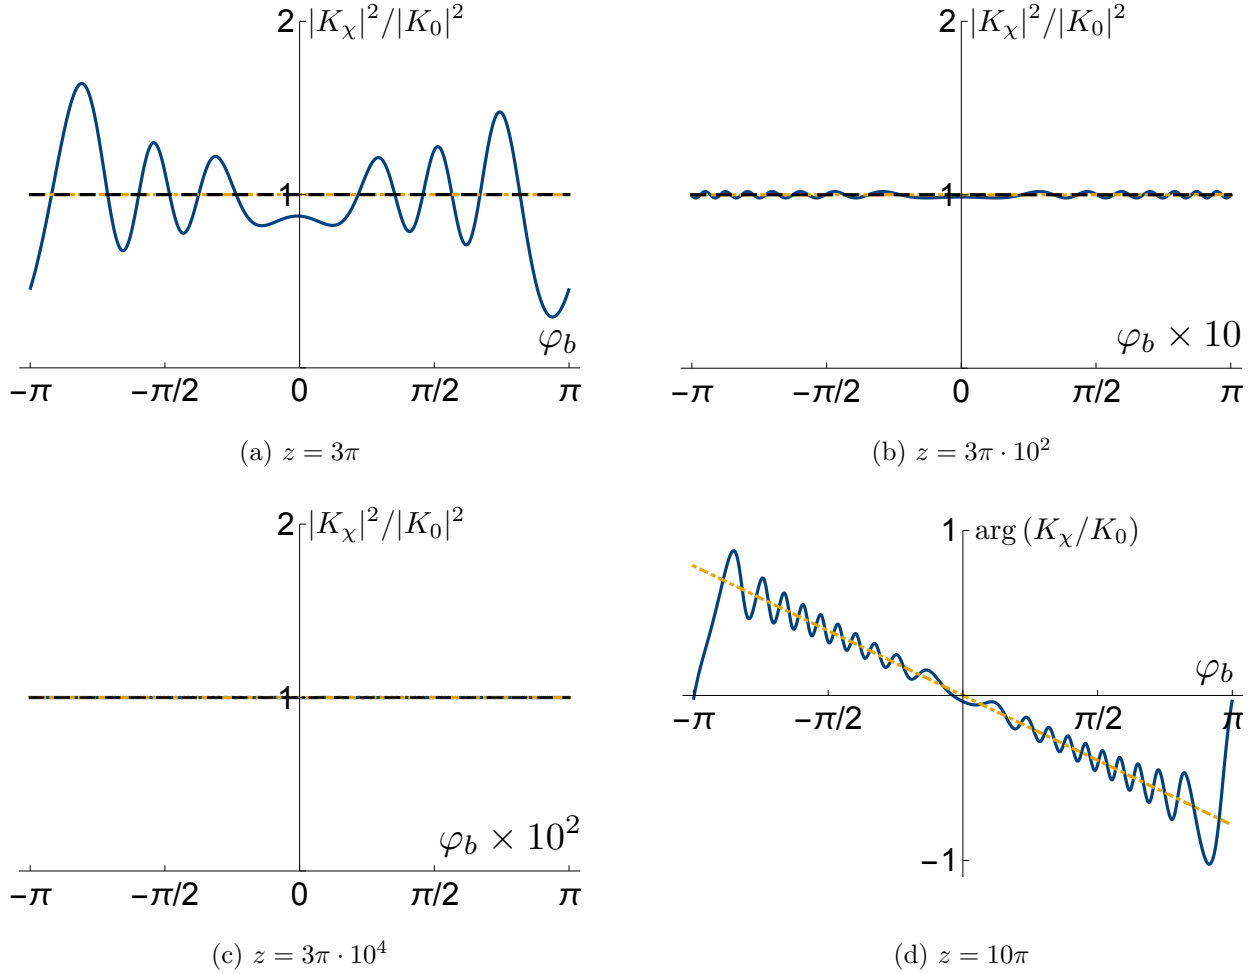 2
|K_χ|²/|K_0|²
1
φ_b
−π
−π/2
0
π/2
π
(a) z = 3π
2
|K_χ|²/|K_0|²
1
φ_b × 10
−π
−π/2
0
π/2
π
(b) z = 3π · 10²
2
|K_χ|²/|K_0|²
1
φ_b × 10²
−π
−π/2
0
π/2
π
(c) z = 3π · 10⁴
1
arg (K_χ/K_0)
φ_b
−π
−π/2
π/2
π
−1
(d) z = 10π